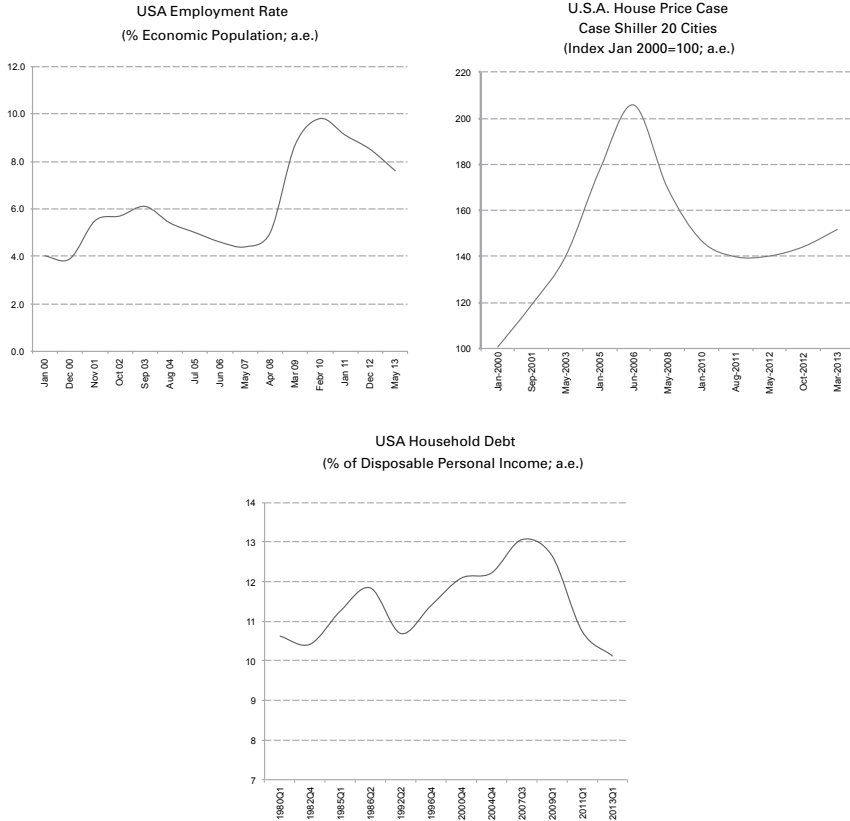 USA Employment Rate
(% Economic Population; a.e.)
12.0
10.0
8.0
6.0
4.0
2.0
0.0
Jan 00
Dec 00
Nov 01
Oct 02
Sep 03
Aug 04
Jul 05
Jun 06
May 07
Apr 08
Mar 09
Febr 10
Jan 11
Dec 12
May 13
U.S.A. House Price Case
Case Shiller 20 Cities
(Index Jan 2000=100; a.e.)
220
200
180
160
140
120
100
Jan-2000
Sep-2001
May-2003
Jan-2005
Jun-2006
May-2008
Jan-2010
Aug-2011
May-2012
Oct-2012
Mar-2013
USA Household Debt
(% of Disposable Personal Income; a.e.)
14
13
12
11
10
9
8
7
1980Q1
1982Q4
1985Q1
1986Q2
1992Q2
1996Q4
2000Q4
2004Q4
2007Q3
2009Q1
2011Q1
2013Q1